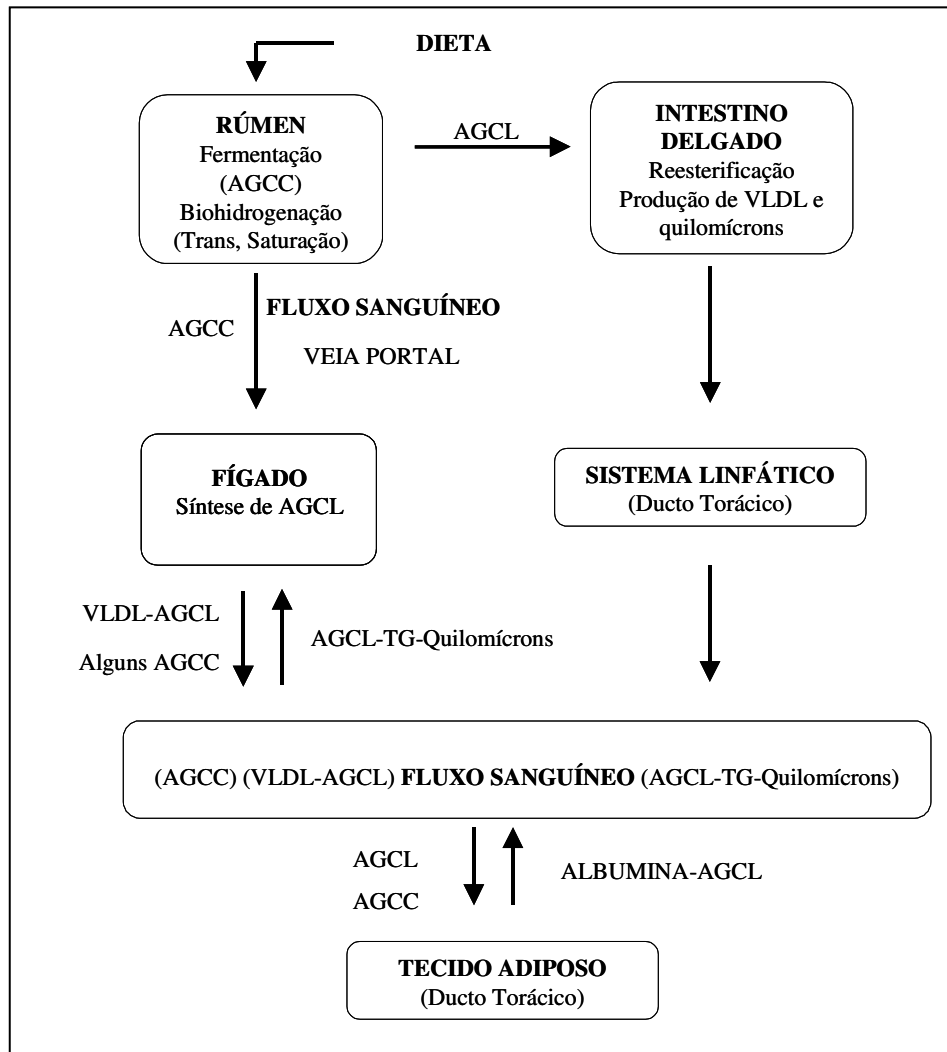 DIETA
RÚMEN
Fermentação
(AGCC)
Biohidrogenação
(Trans, Saturação)
AGCL
INTESTINO
DELGADO
Reesterificação
Produção de VLDL e
quilomícrons
AGCC
FLUXO SANGUÍNEO
VEIA PORTAL
FÍGADO
Síntese de AGCL
SISTEMA LINFÁTICO
(Ducto Torácico)
VLDL-AGCL
Alguns AGCC
AGCL-TG-Quilomícrons
(AGCC) (VLDL-AGCL) FLUXO SANGUÍNEO (AGCL-TG-Quilomícrons)
AGCL
AGCC
ALBUMINA-AGCL
TECIDO ADIPOSO
(Ducto Torácico)